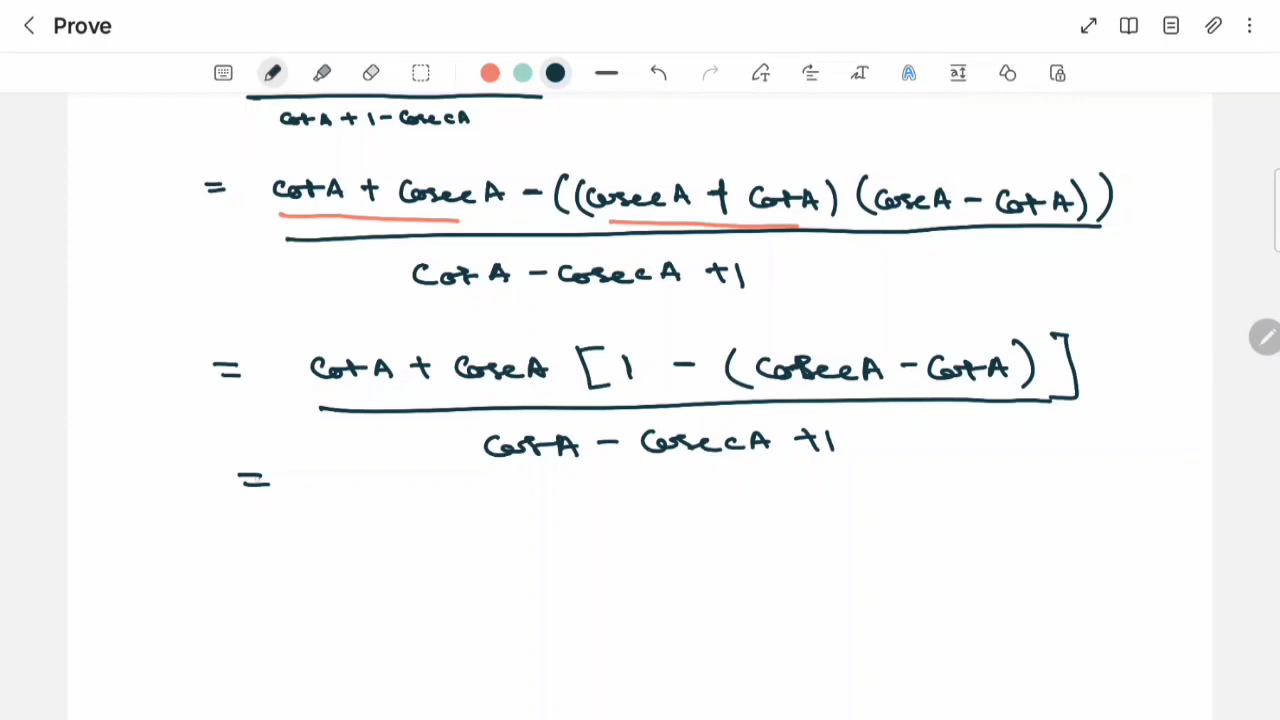 Prove
cotA + 1 - cosecA
= cotA + cosecA - ((cosecA + cotA) (cosecA - cotA))
cotA - cosecA +1
= cotA + cosecA [1 - (cosecA - cotA)]
cotA - cosecA +1
=